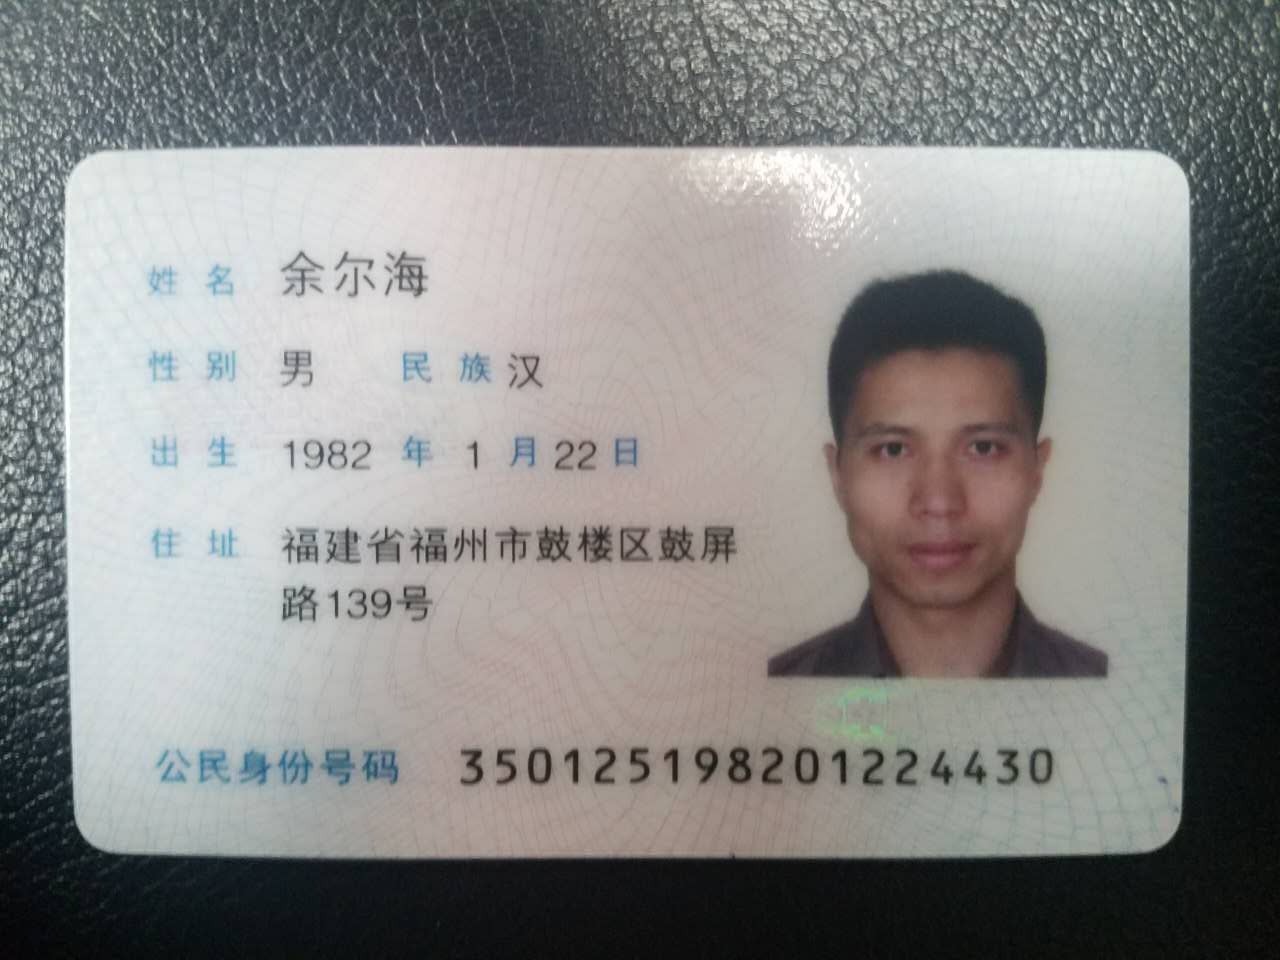 姓名 余尔海
性别 男 民族 汉
出生 1982 年 1 月 22 日
住址 福建省福州市鼓楼区鼓屏
路139号
公民身份号码 350125198201224430